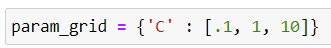 param_grid = {'C' : [.1, 1, 10]}